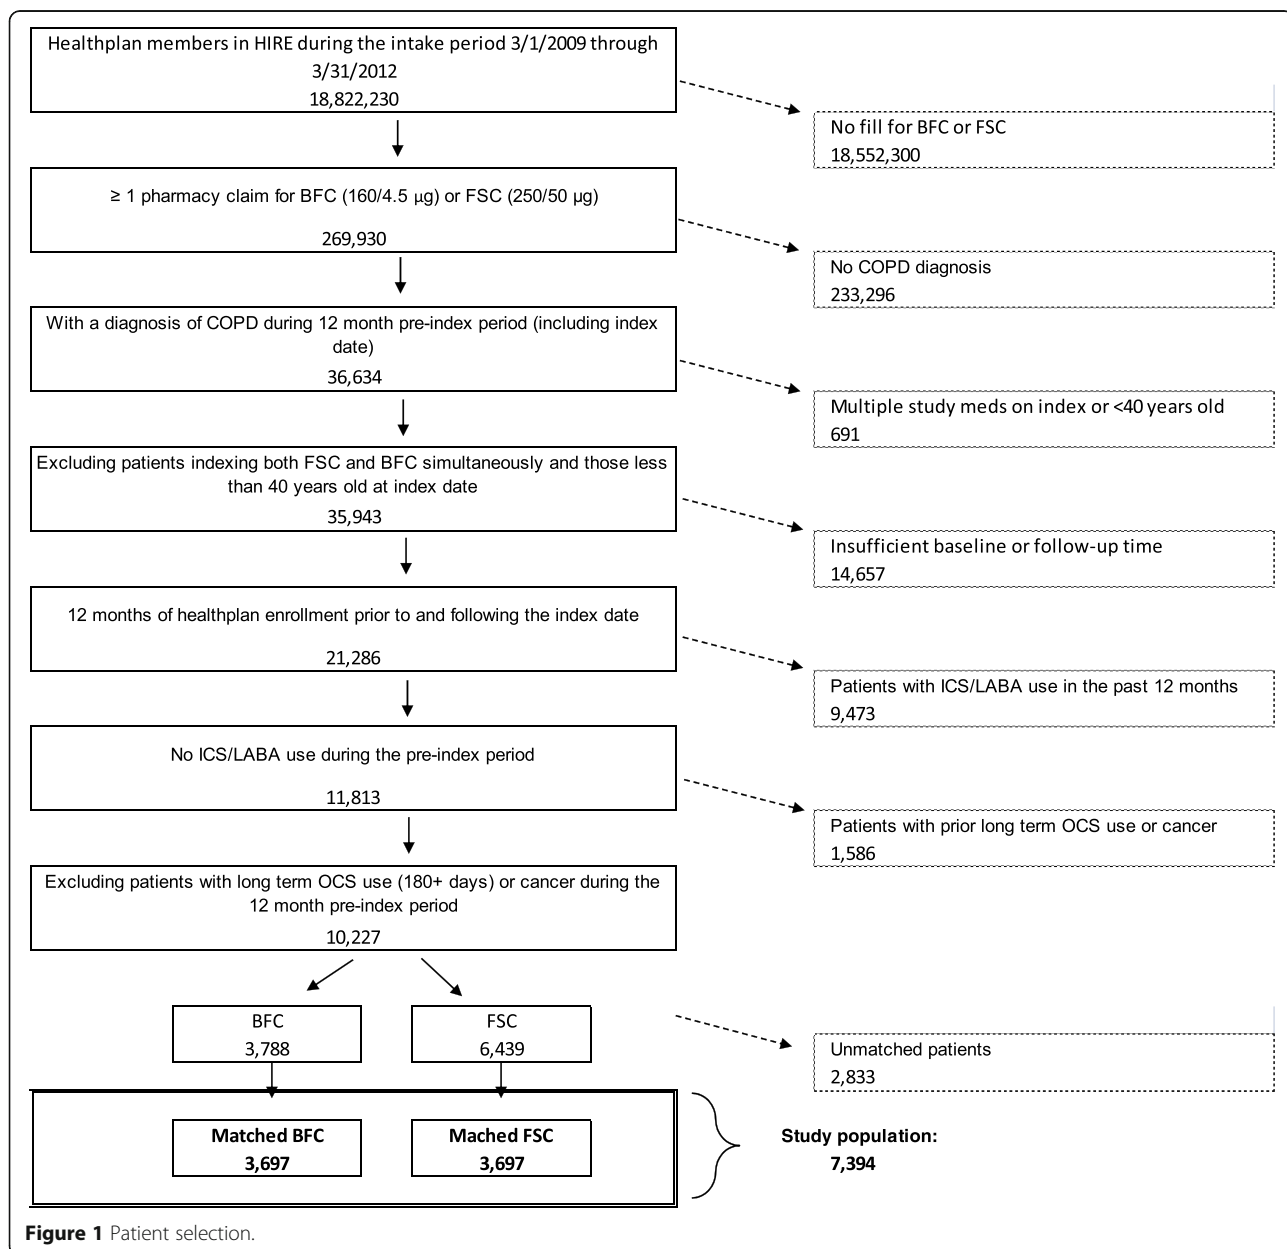 Healthplan members in HIRE during the intake period 3/1/2009 through
3/31/2012
18,822,230
No fill for BFC or FSC
18,552,300
≥ 1 pharmacy claim for BFC (160/4.5 µg) or FSC (250/50 µg)
269,930
No COPD diagnosis
233,296
With a diagnosis of COPD during 12 month pre-index period (including index
date)
36,634
Multiple study meds on index or <40 years old
691
Excluding patients indexing both FSC and BFC simultaneously and those less
than 40 years old at index date
35,943
Insufficient baseline or follow-up time
14,657
12 months of healthplan enrollment prior to and following the index date
21,286
Patients with ICS/LABA use in the past 12 months
9,473
No ICS/LABA use during the pre-index period
11,813
Patients with prior long term OCS use or cancer
1,586
Excluding patients with long term OCS use (180+ days) or cancer during the
12 month pre-index period
10,227
BFC
3,788
FSC
6,439
Unmatched patients
2,833
Matched BFC
3,697
Mached FSC
3,697
Study population:
7,394
Figure 1 Patient selection.